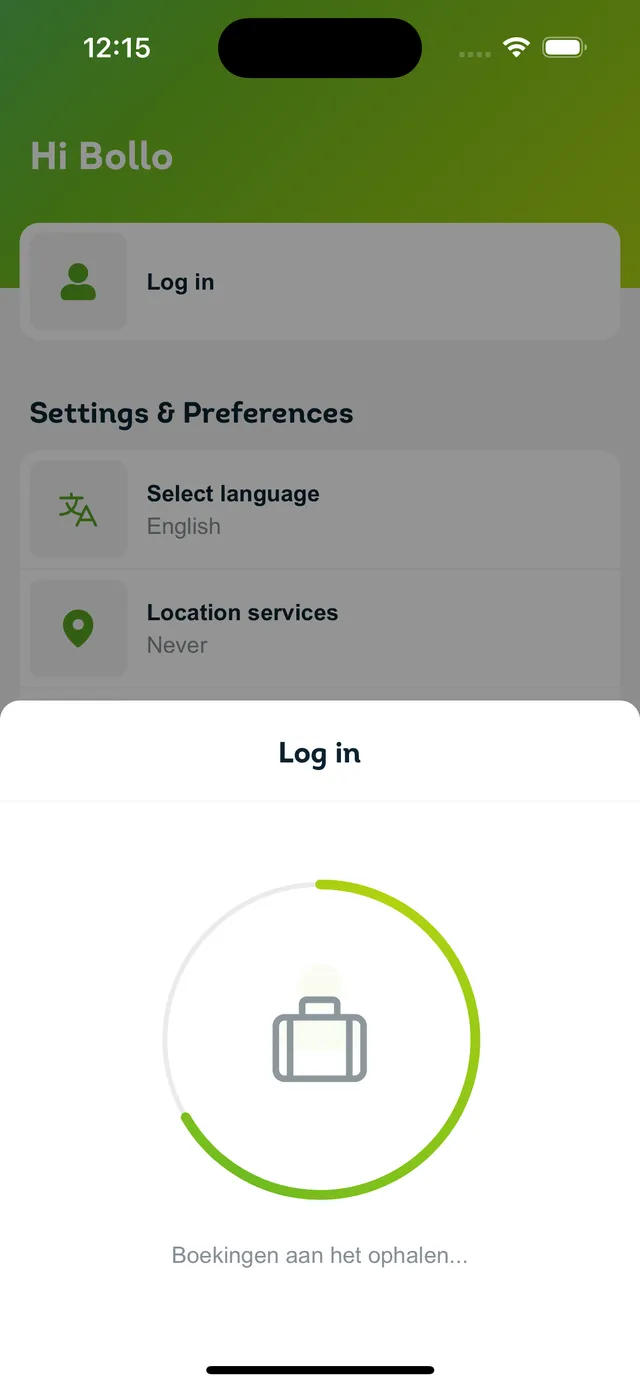 12:15
Hi Bollo
Log in
Settings & Preferences
Select language
English
Location services
Never
Log in
Boekingen aan het ophalen...